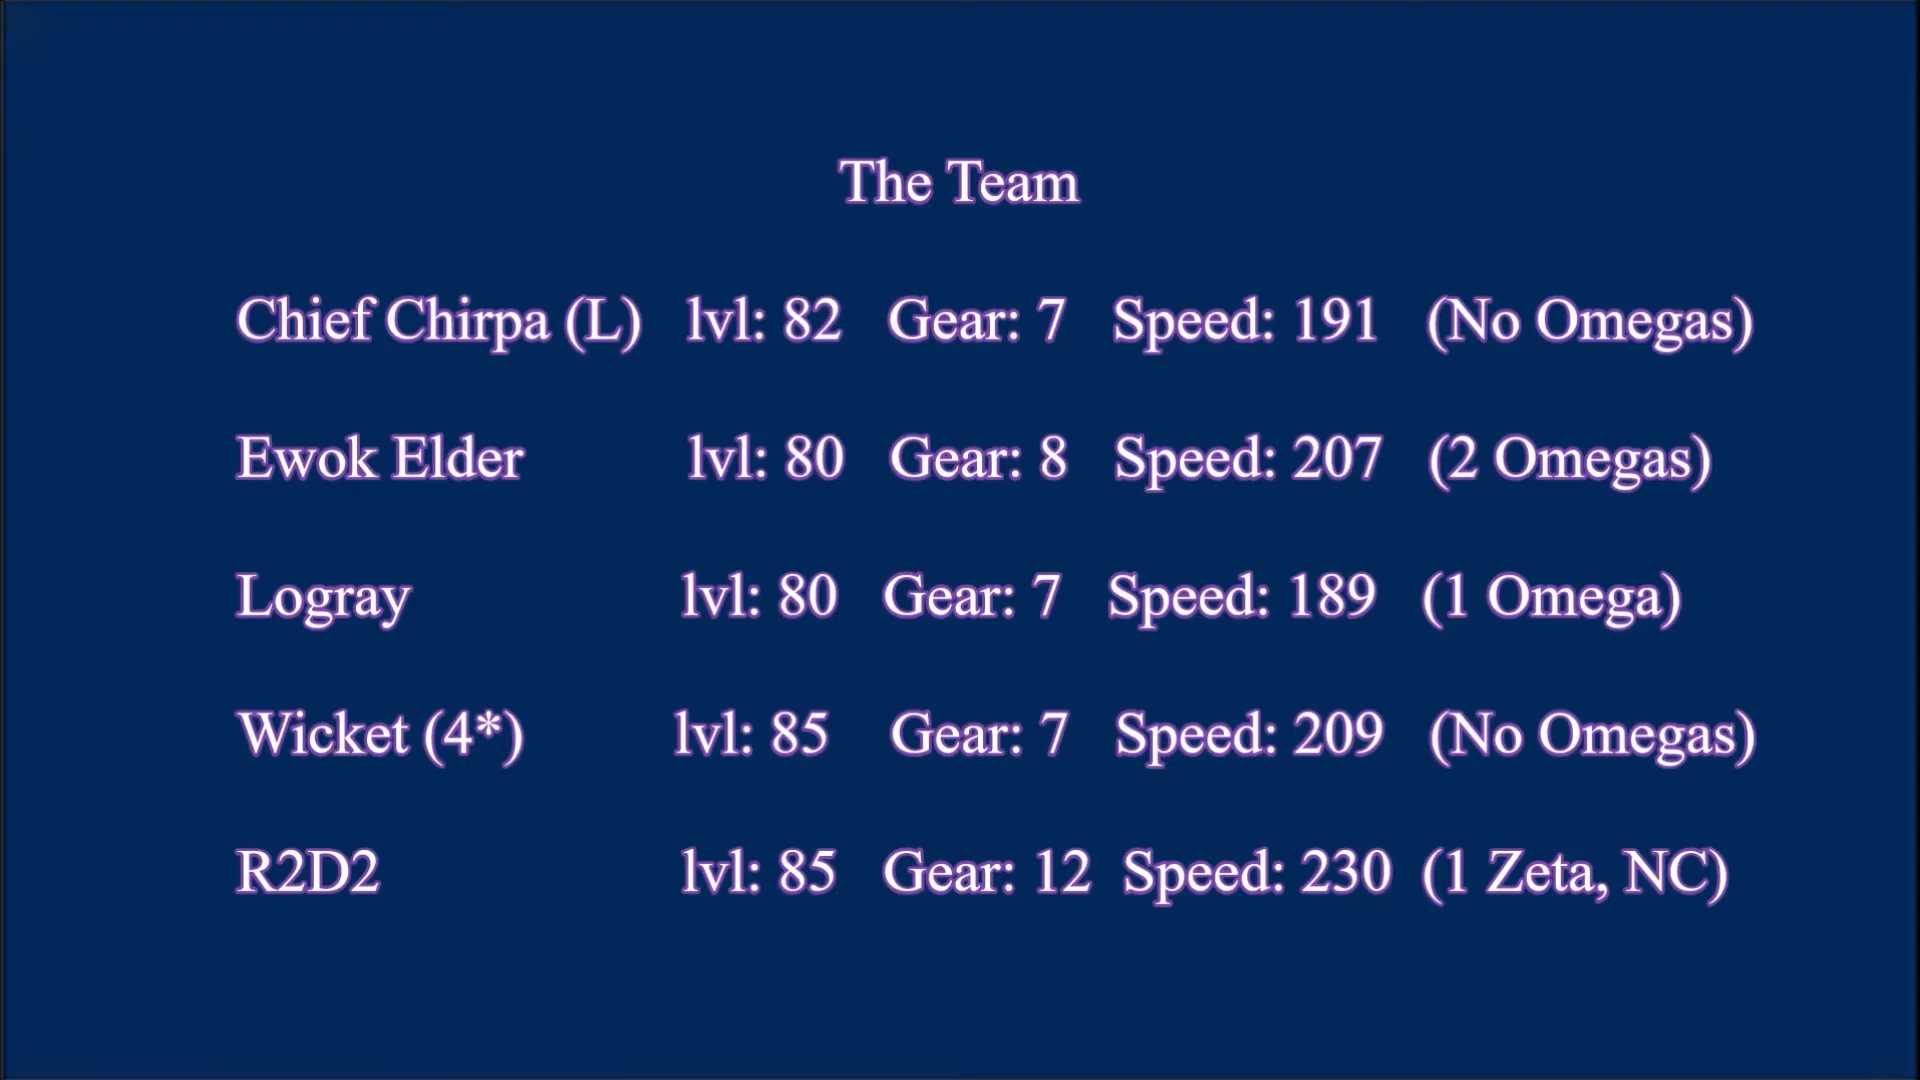 The Team
Chief Chirpa (L) lvl: 82 Gear: 7 Speed: 191 (No Omegas)
Ewok Elder lvl: 80 Gear: 8 Speed: 207 (2 Omegas)
Logray lvl: 80 Gear: 7 Speed: 189 (1 Omega)
Wicket (4*) lvl: 85 Gear: 7 Speed: 209 (No Omegas)
R2D2 lvl: 85 Gear: 12 Speed: 230 (1 Zeta, NC)